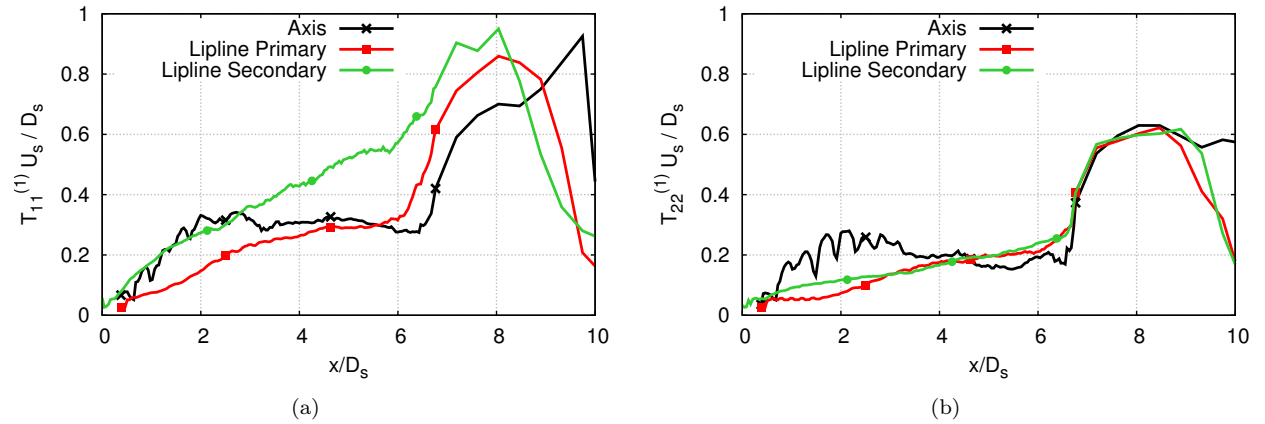 Axis
Lipline Primary
Lipline Secondary
T₁₁⁽¹⁾ Uₛ / Dₛ
1
0.8
0.6
0.4
0.2
0
0 2 4 6 8 10
x/Dₛ
(a)
Axis
Lipline Primary
Lipline Secondary
T₂₂⁽¹⁾ Uₛ / Dₛ
1
0.8
0.6
0.4
0.2
0
0 2 4 6 8 10
x/Dₛ
(b)